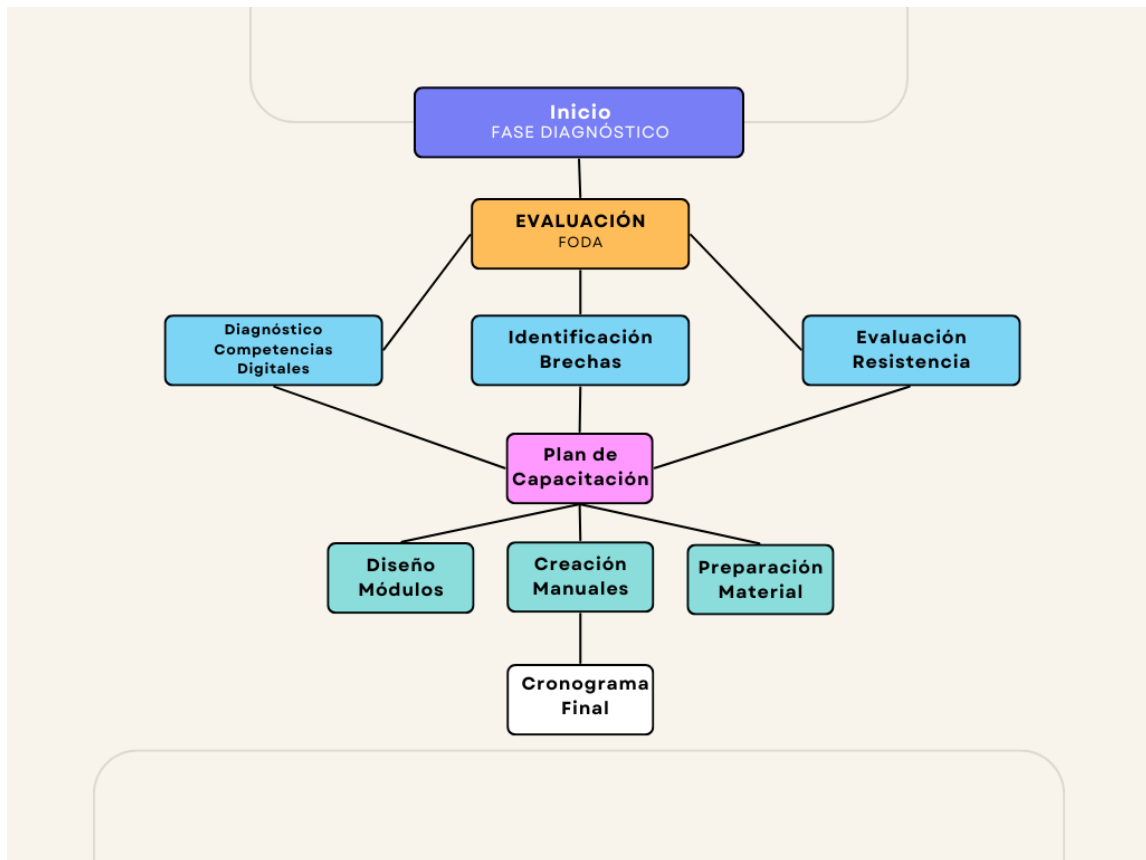 Inicio
FASE DIAGNÓSTICO
EVALUACIÓN
FODA
Diagnóstico
Competencias
Digitales
Identificación
Brechas
Evaluación
Resistencia
Plan de
Capacitación
Diseño
Módulos
Creación
Manuales
Preparación
Material
Cronograma
Final